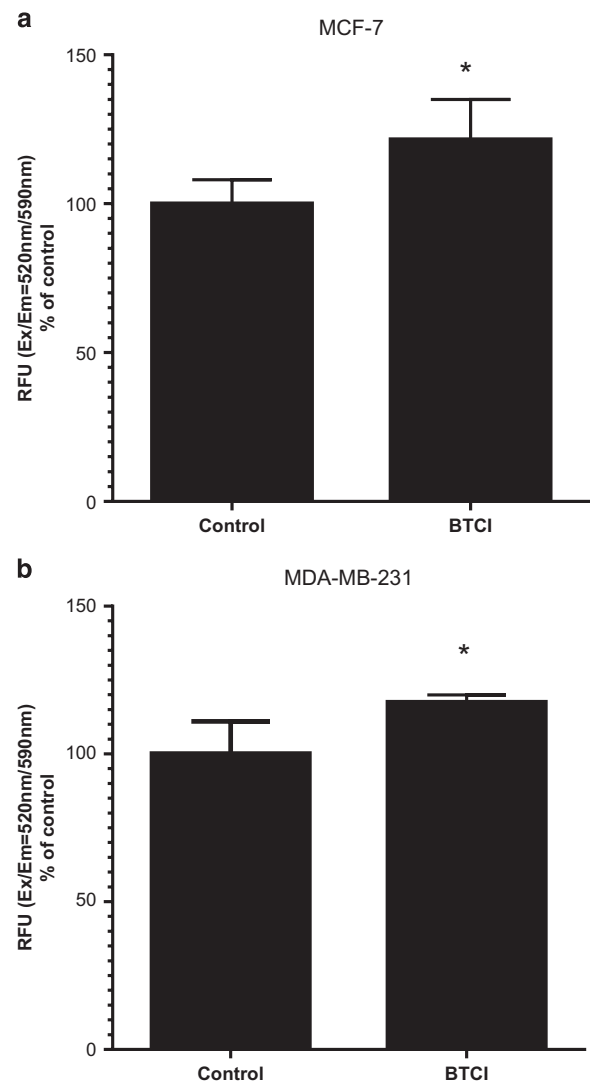 a
MCF-7
RFU (Ex/Em=520nm/590nm)
% of control
150
100
50
0
*
Control
BTCI
b
MDA-MB-231
RFU (Ex/Em=520nm/590nm)
% of control
150
100
50
0
*
Control
BTCI